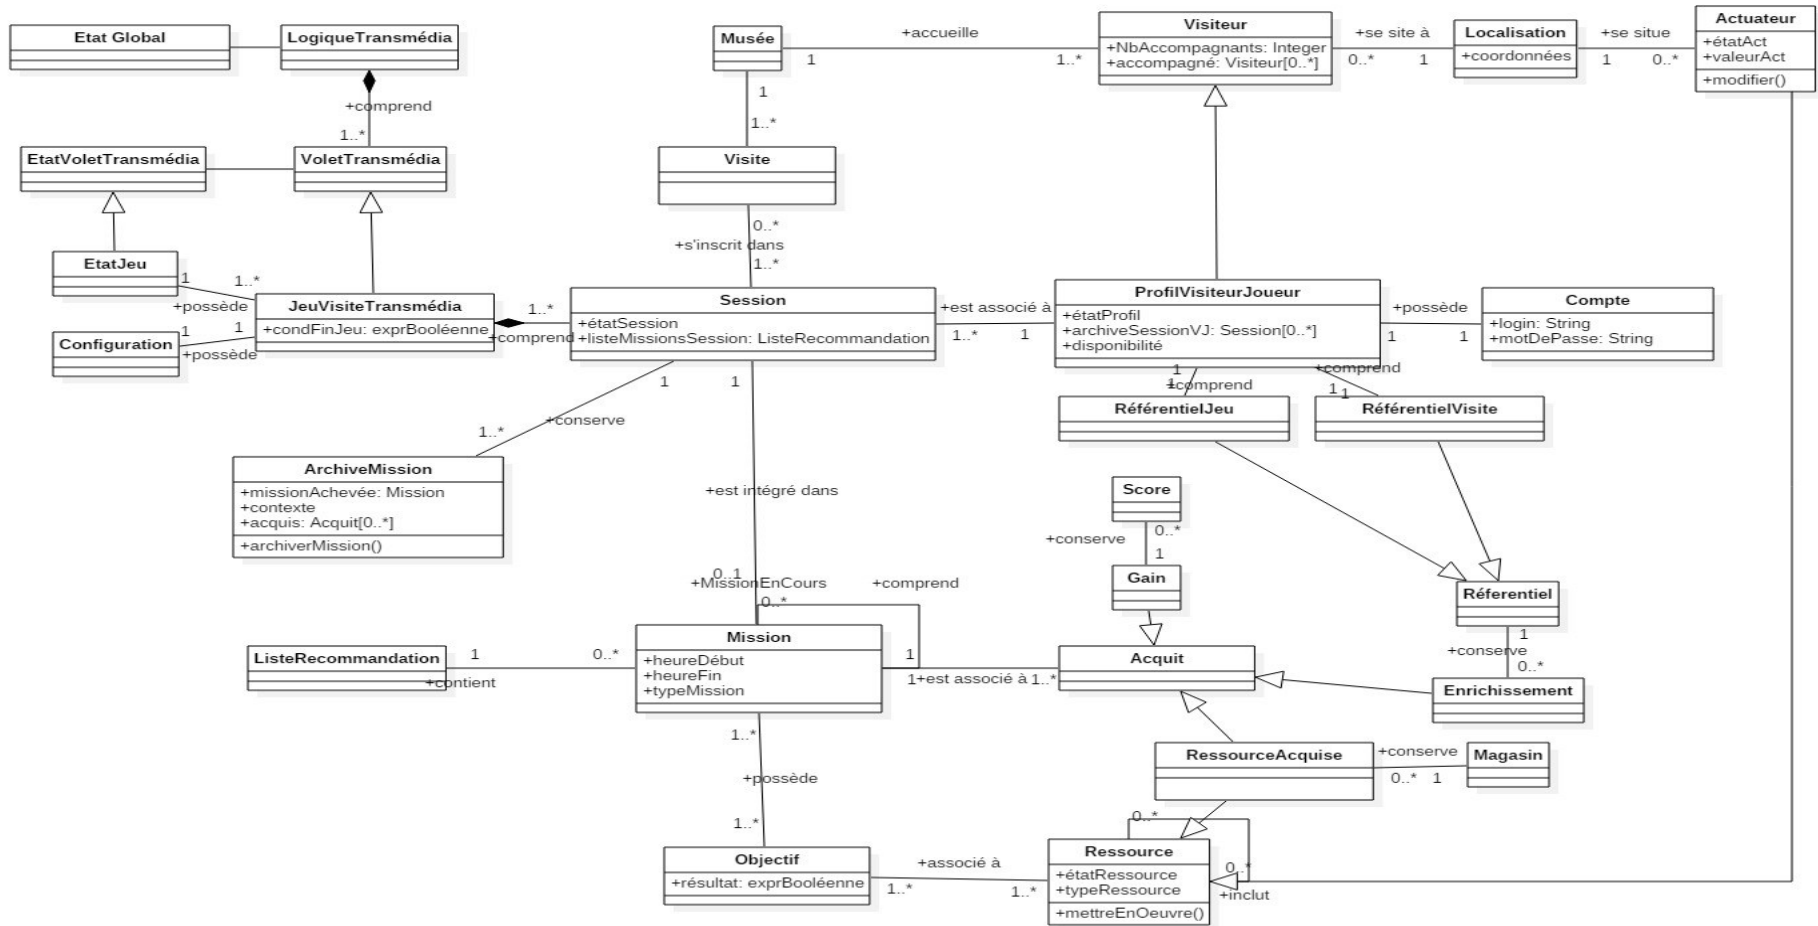 Etat Global
LogiqueTransmédia
+comprend
1..*
EtatVoletTransmédia
VoletTransmédia
EtatJeu
1
1..*
+possède
JeuVisiteTransmédia
+condFinJeu: exprBooléenne
Configuration
1
1
+possède
1..*
+comprend
Musée
+accueille
1
1..*
1
1..*
Visite
0..*
+s'inscrit dans
1..*
Session
+étatSession
+listeMissionsSession: ListeRecommandation
Visiteur
+NbAccompagnants: Integer
+accompagné: Visiteur[0..*]
+se site à
0..*
1
Localisation
+coordonnées
+se situe
1
0..*
Actuateur
+étatAct
+valeurAct
+modifier()
+est associé à
1..*
1
ProfilVisiteurJoueur
+étatProfil
+archiveSessionVJ: Session[0..*]
+disponibilité
+possède
1
1
Compte
+login: String
+motDePasse: String
1
1
+comprend
+comprend
1
1
RéférentielJeu
RéférentielVisite
1
+conserve
1..*
ArchiveMission
+missionAchevée: Mission
+contexte
+acquis: Acquit[0..*]
+archiverMission()
1
+est intégré dans
0..1
+MissionEnCours
+comprend
0..*
1
Mission
+heureDébut
+heureFin
+typeMission
ListeRecommandation
1
0..*
+contient
Score
0..*
+conserve
1
Gain
Réferentiel
1
+conserve
0..*
Enrichissement
1
+est associé à
1..*
Acquit
RessourceAcquise
+conserve
0..*
1
Magasin
1..*
+possède
1..*
Objectif
+résultat: exprBooléenne
+associé à
1..*
1..*
0..*
Ressource
+étatRessource
+typeRessource
+mettreEnOeuvre()
0..*
+inclut